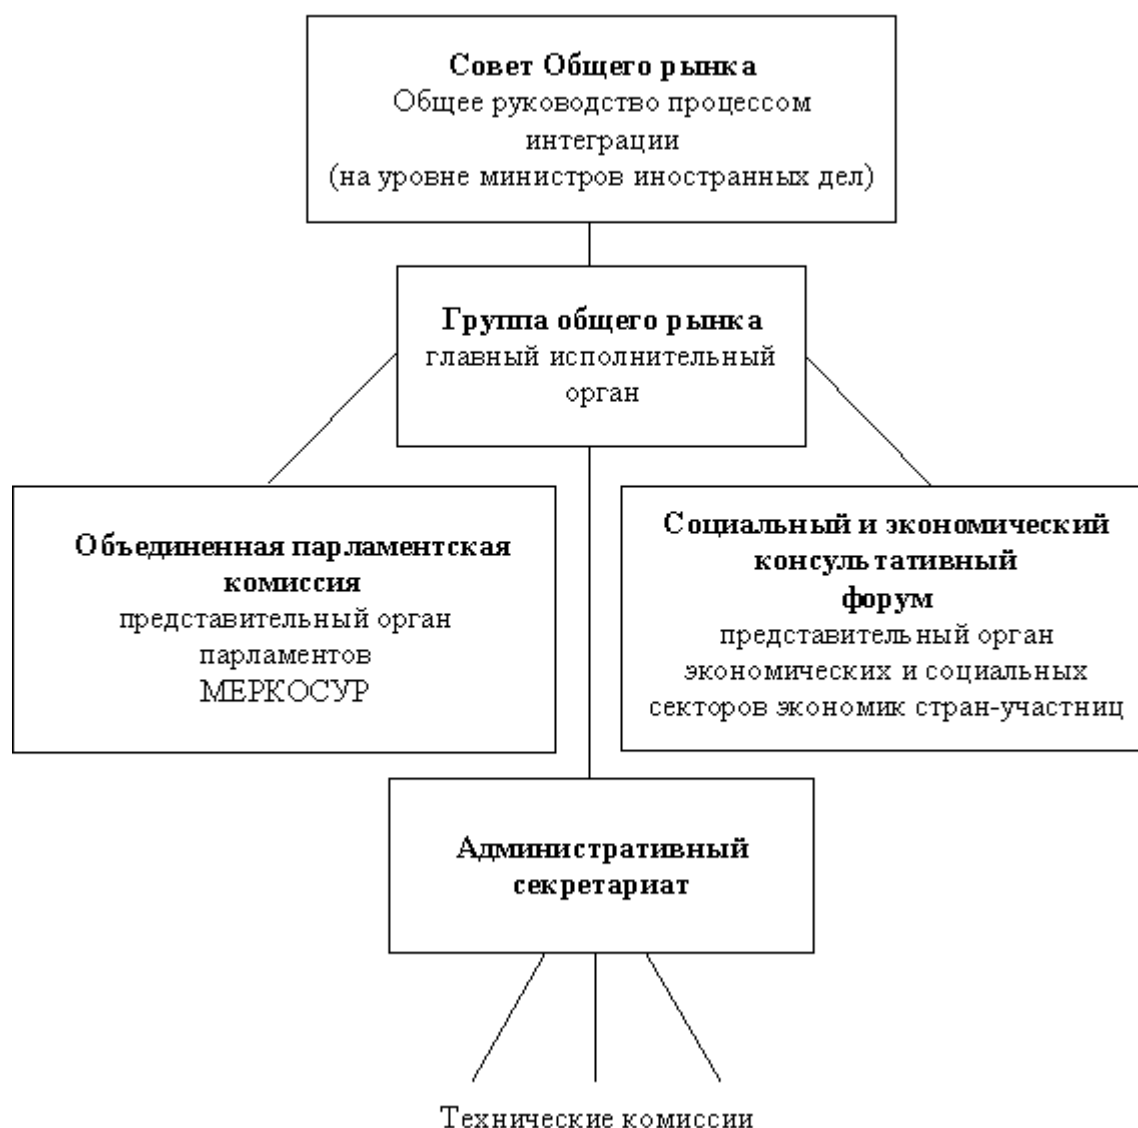 Совет Общего рынка
Общее руководство процессом
интеграции
(на уровне министров иностранных дел)
Группа общего рынка
главный исполнительный
орган
Объединенная парламентская
комиссия
представительный орган
парламентов
МЕРКОСУР
Социальный и экономический
консультативный
форум
представительный орган
экономических и социальных
секторов экономик стран-участниц
Административный
секретариат
Технические комиссии